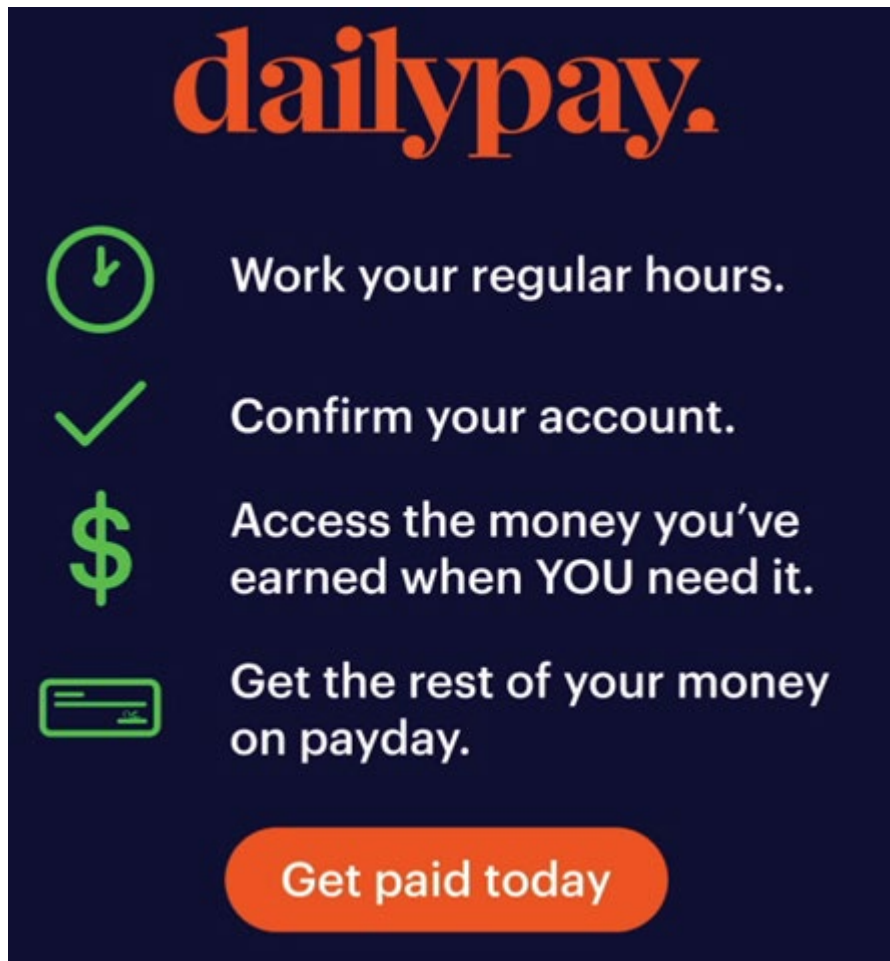 dailypay.
Work your regular hours.
Confirm your account.
$
Access the money you’ve
earned when YOU need it.
Get the rest of your money
on payday.
Get paid today